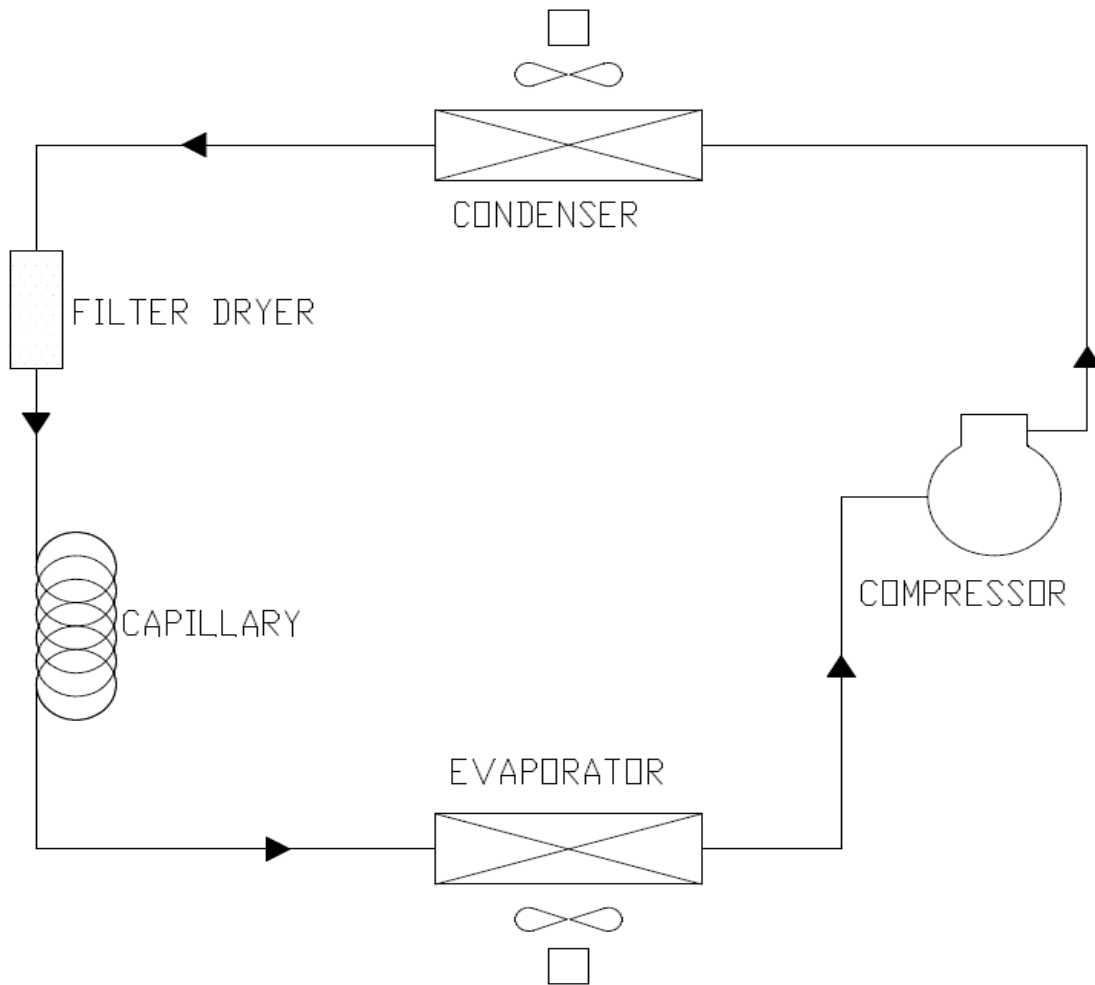 CONDENSER
FILTER DRYER
COMPRESSOR
CAPILLARY
EVAPORATOR